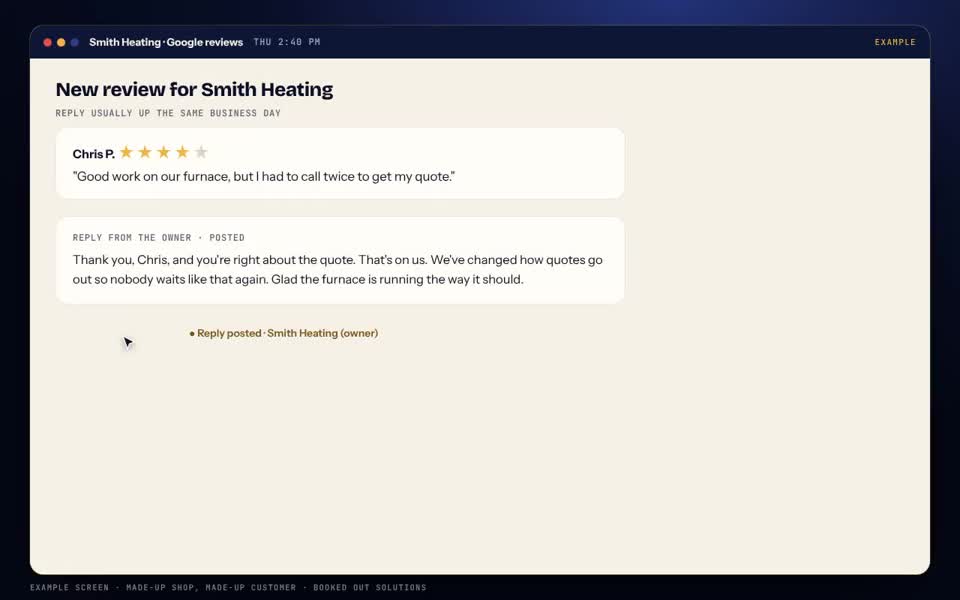 Smith Heating · Google reviews THU 2:40 PM EXAMPLE
New review for Smith Heating
REPLY USUALLY UP THE SAME BUSINESS DAY
Chris P.
"Good work on our furnace, but I had to call twice to get my quote."
REPLY FROM THE OWNER · POSTED
Thank you, Chris, and you're right about the quote. That's on us. We've changed how quotes go
out so nobody waits like that again. Glad the furnace is running the way it should.
Reply posted · Smith Heating (owner)
EXAMPLE SCREEN · MADE-UP SHOP, MADE-UP CUSTOMER · BOOKED OUT SOLUTIONS